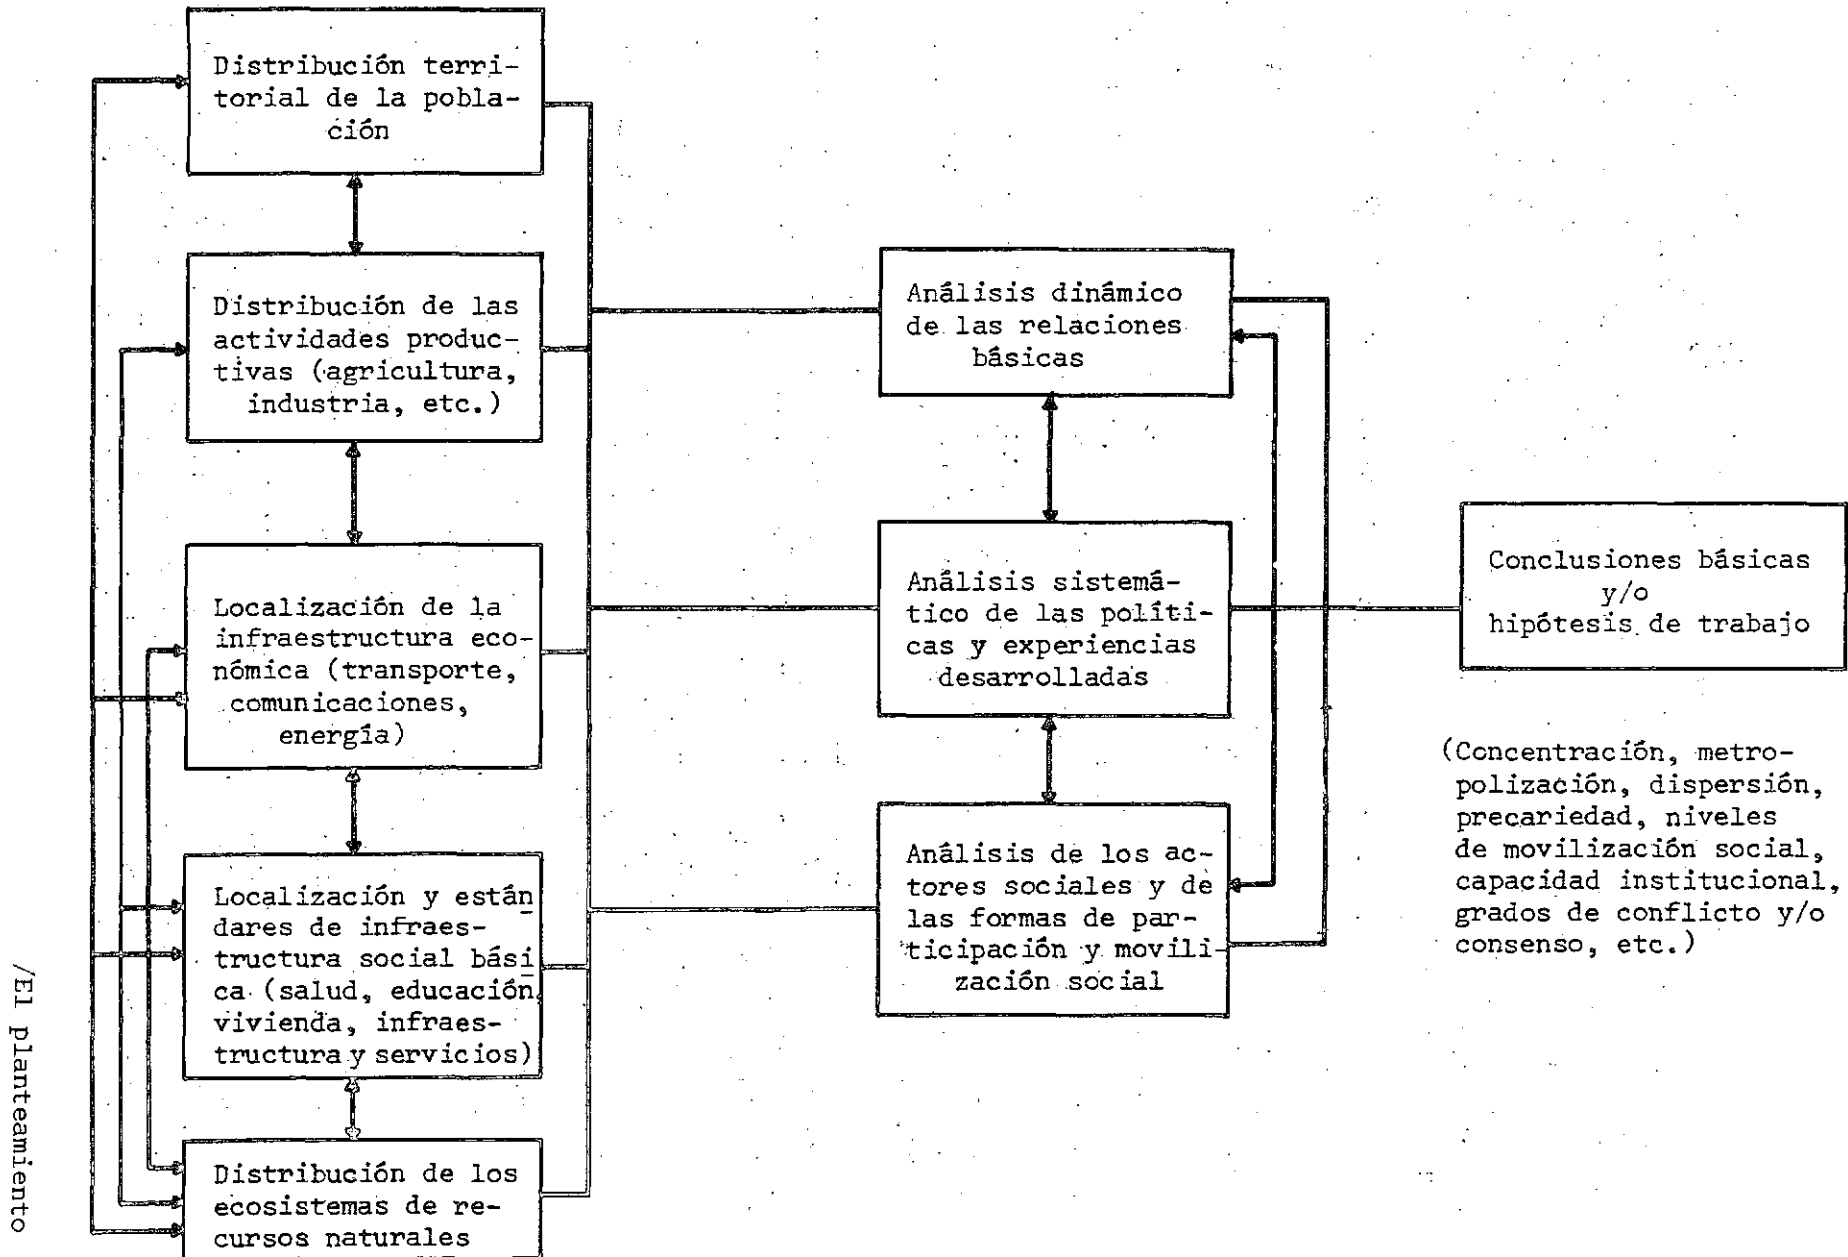 Distribución terri-
torial de la pobla-
ción
Distribución de las
actividades produc-
tivas (agricultura,
industria, etc.)
Localización de la
infraestructura eco-
nómica (transporte,
comunicaciones,
energía)
Localización y están
dares de infraes-
tructura social bási
ca (salud, educación,
vivienda, infraes-
tructura y servicios)
Distribución de los
ecosistemas de re-
cursos naturales
Análisis dinámico
de las relaciones
básicas
Análisis sistemá-
tico de las políti-
cas y experiencias
desarrolladas
Análisis de los ac-
tores sociales y de
las formas de par-
ticipación y movili-
zación social
Conclusiones básicas
y/o
hipótesis de trabajo
(Concentración, metro-
polización, dispersión,
precariedad, niveles
de movilización social,
capacidad institucional,
grados de conflicto y/o
consenso, etc.)
/El planteamiento